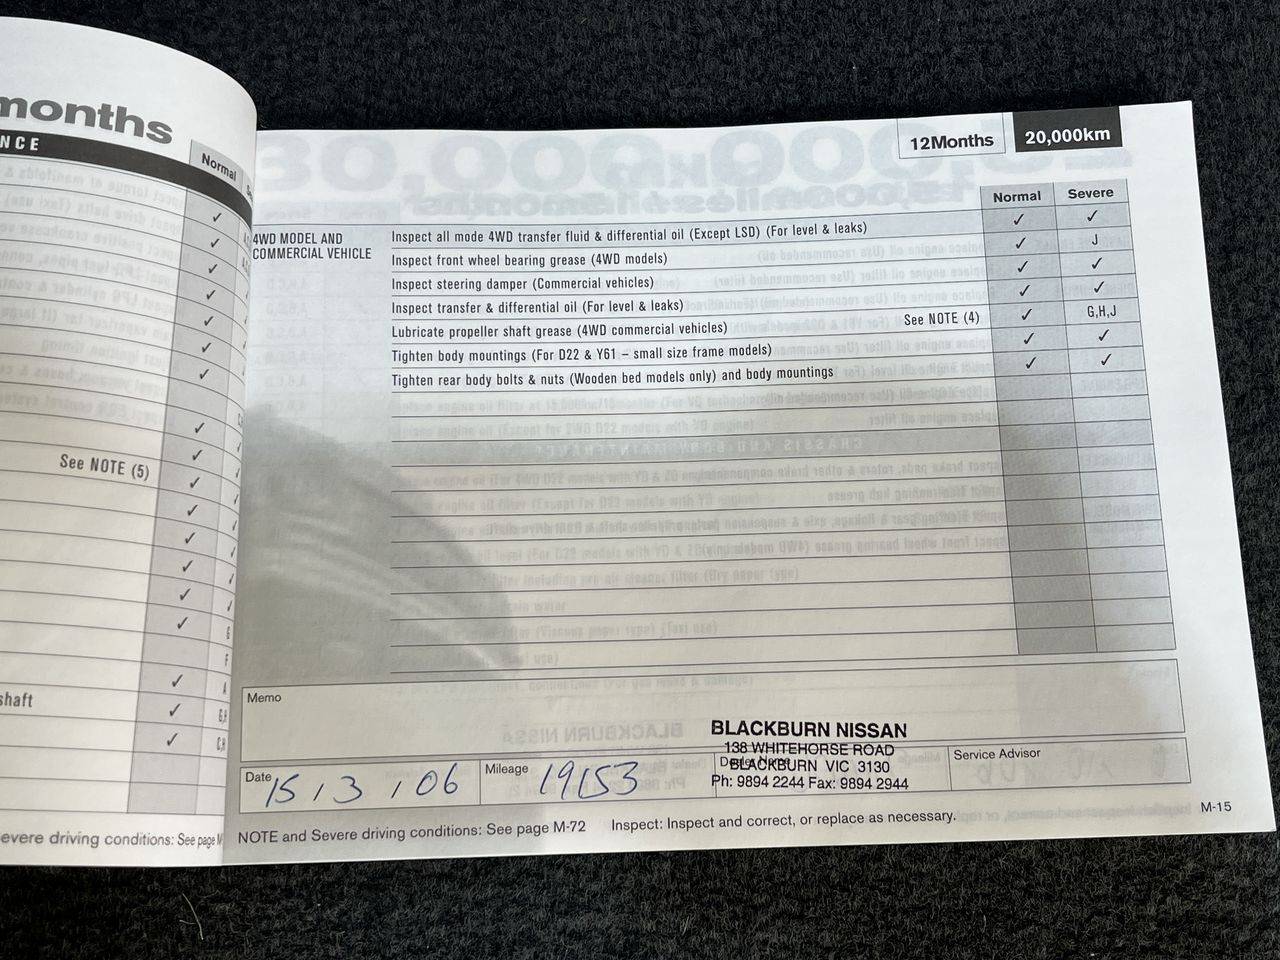 months
NCE
Normal
See NOTE (5)
G
F
A
shaft
G,H
C,H
evere driving conditions: See page M
12Months
20,000km
Normal
Severe
4WD MODEL AND
COMMERCIAL VEHICLE
Inspect all mode 4WD transfer fluid & differential oil (Except LSD) (For level & leaks) ✓ ✓
Inspect front wheel bearing grease (4WD models) ✓ J
Inspect steering damper (Commercial vehicles) ✓ ✓
Inspect transfer & differential oil (For level & leaks) ✓ ✓
Lubricate propeller shaft grease (4WD commercial vehicles) See NOTE (4) ✓ G,H,J
Tighten body mountings (For D22 & Y61 – small size frame models) ✓ ✓
Tighten rear body bolts & nuts (Wooden bed models only) and body mountings ✓ ✓
Memo
BLACKBURN NISSAN
138 WHITEHORSE ROAD
BLACKBURN VIC 3130
Ph: 9894 2244 Fax: 9894 2944
Date 15 / 3 / 06
Mileage 19153
Dealer Name
Service Advisor
NOTE and Severe driving conditions: See page M-72 Inspect: Inspect and correct, or replace as necessary.
M-15